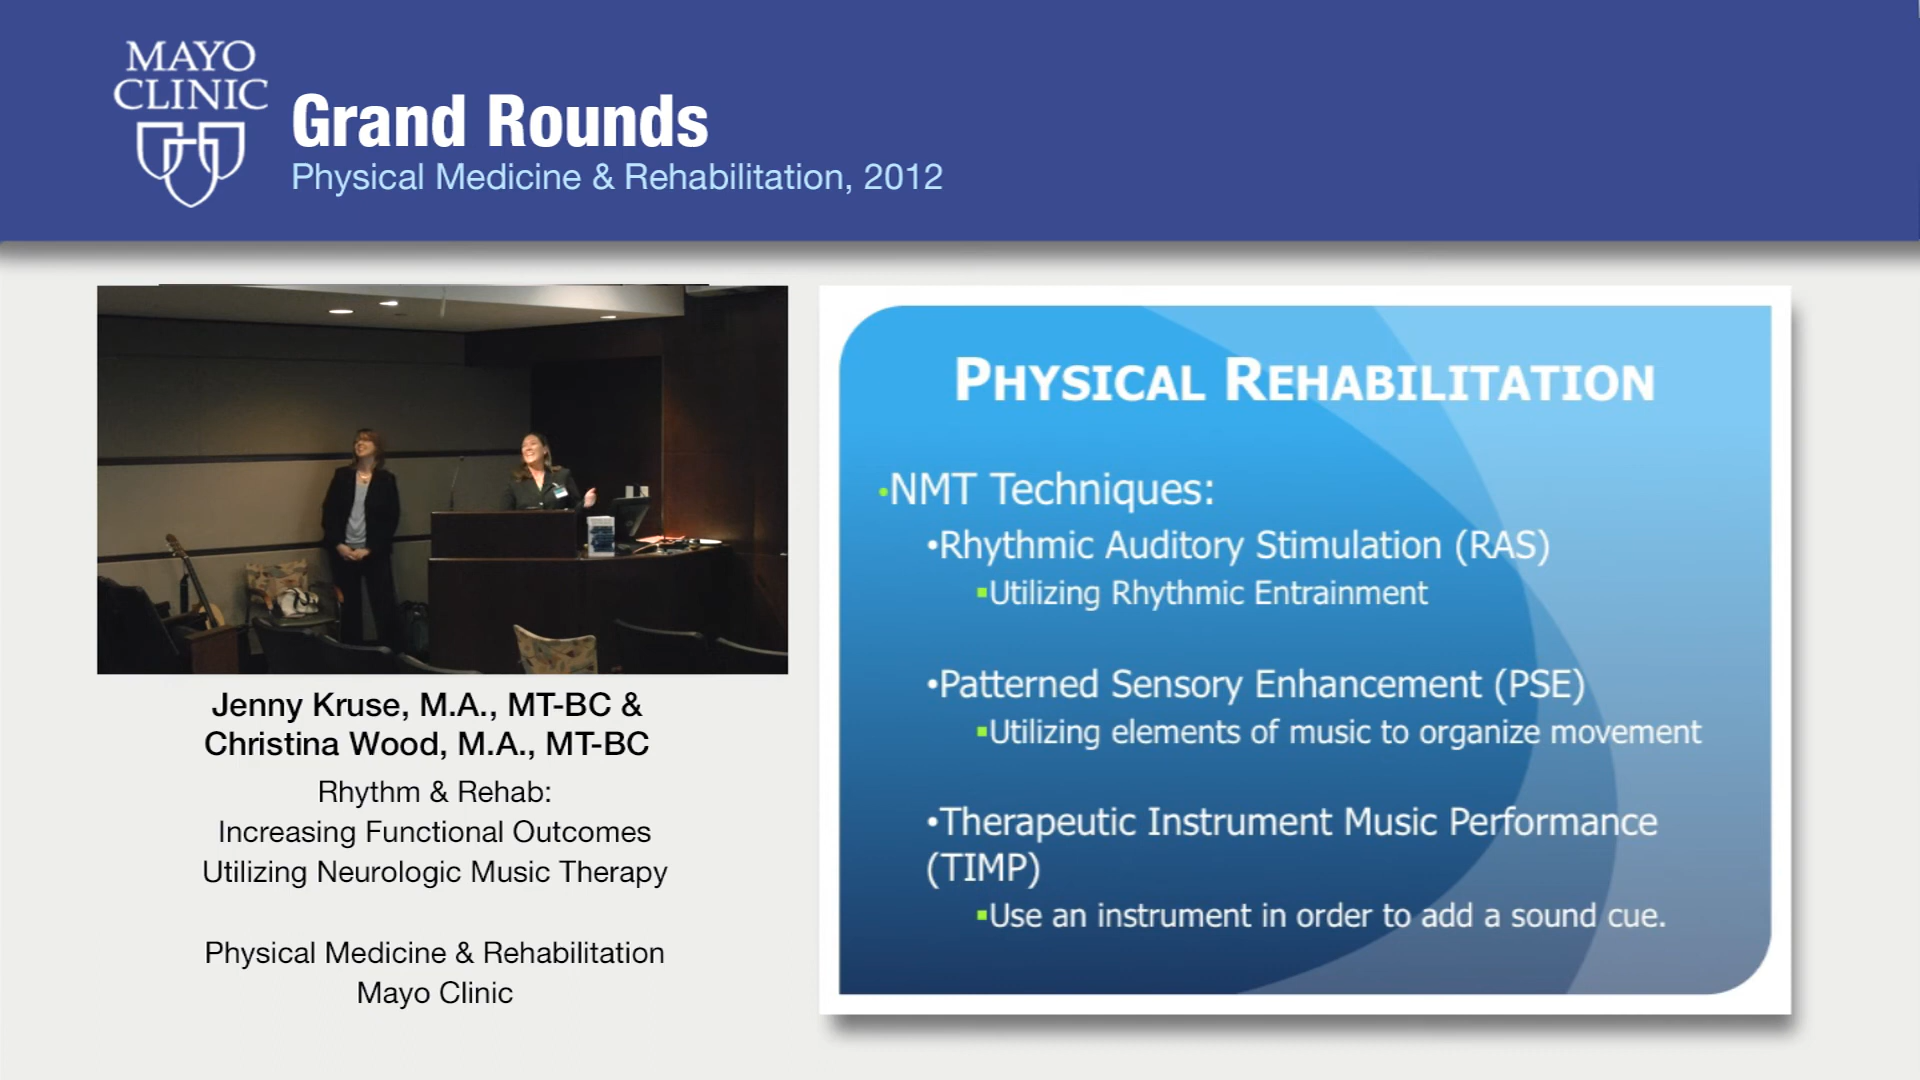 MAYO
CLINIC
Grand Rounds
Physical Medicine & Rehabilitation, 2012
Jenny Kruse, M.A., MT-BC &
Christina Wood, M.A., MT-BC
Rhythm & Rehab:
Increasing Functional Outcomes
Utilizing Neurologic Music Therapy
Physical Medicine & Rehabilitation
Mayo Clinic
PHYSICAL REHABILITATION
•NMT Techniques:
•Rhythmic Auditory Stimulation (RAS)
▪Utilizing Rhythmic Entrainment
•Patterned Sensory Enhancement (PSE)
▪Utilizing elements of music to organize movement
•Therapeutic Instrument Music Performance
(TIMP)
▪Use an instrument in order to add a sound cue.